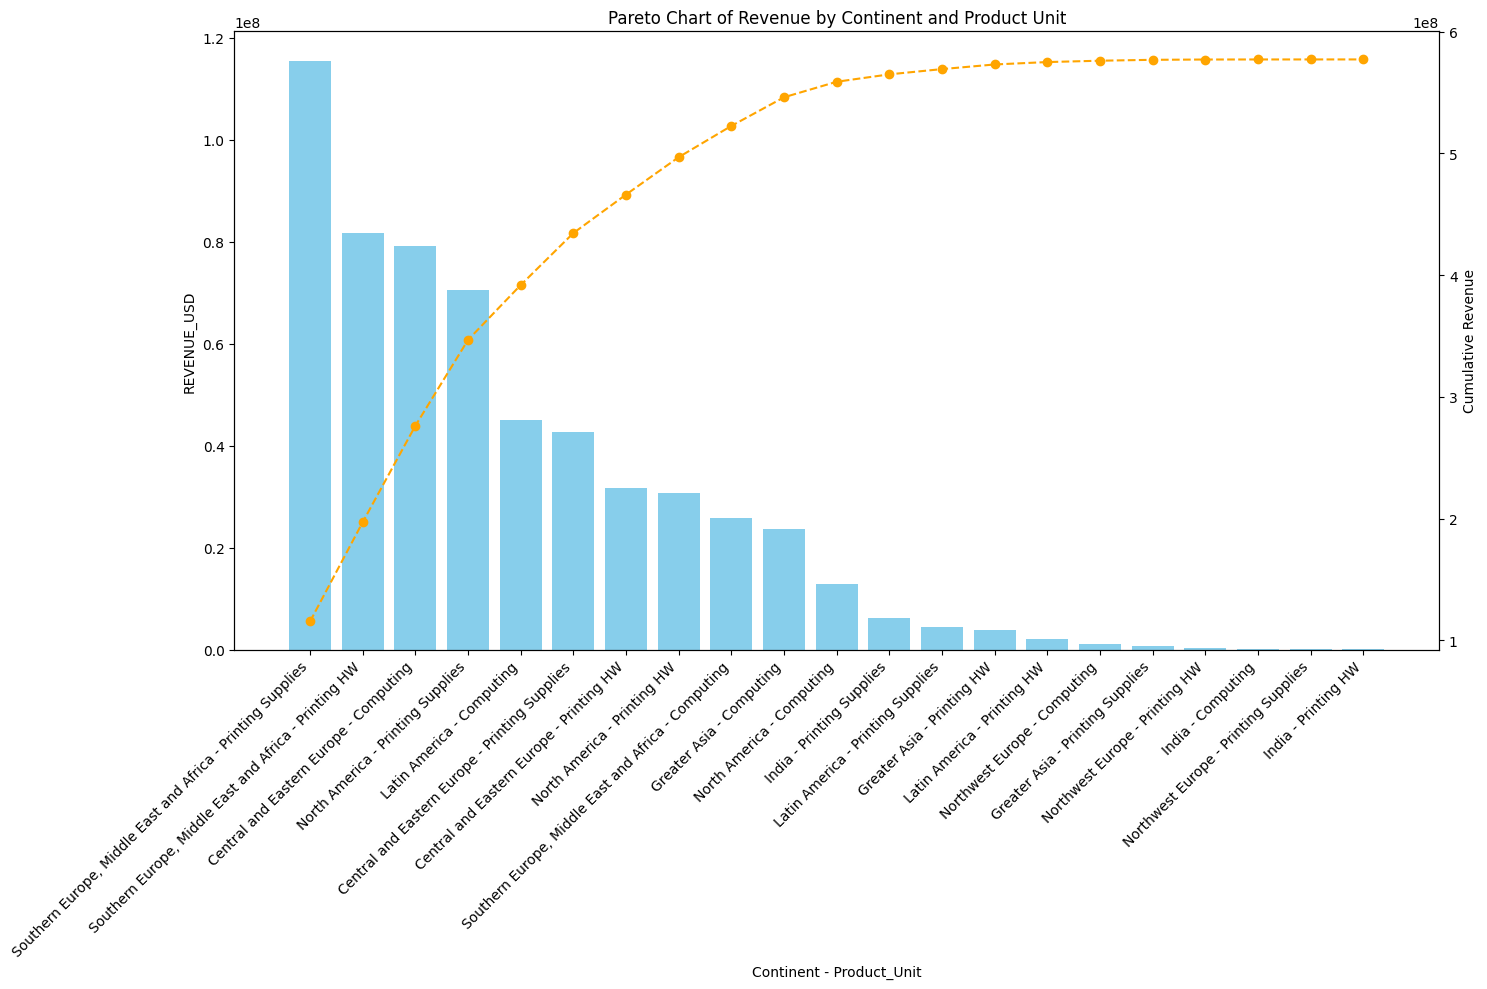 Pareto Chart of Revenue by Continent and Product Unit
1e8
1e8
1.2
1.0
0.8
0.6
0.4
0.2
0.0
REVENUE_USD
6
5
4
3
2
1
Cumulative Revenue
Southern Europe, Middle East and Africa - Printing Supplies
Southern Europe, Middle East and Africa - Printing HW
Central and Eastern Europe - Computing
North America - Printing Supplies
Latin America - Computing
Central and Eastern Europe - Printing Supplies
Central and Eastern Europe - Printing HW
North America - Printing HW
Southern Europe, Middle East and Africa - Computing
Greater Asia - Computing
North America - Computing
India - Printing Supplies
Latin America - Printing Supplies
Greater Asia - Printing HW
Latin America - Printing HW
Northwest Europe - Computing
Greater Asia - Printing Supplies
Northwest Europe - Printing HW
India - Computing
Northwest Europe - Printing Supplies
India - Printing HW
Continent - Product_Unit